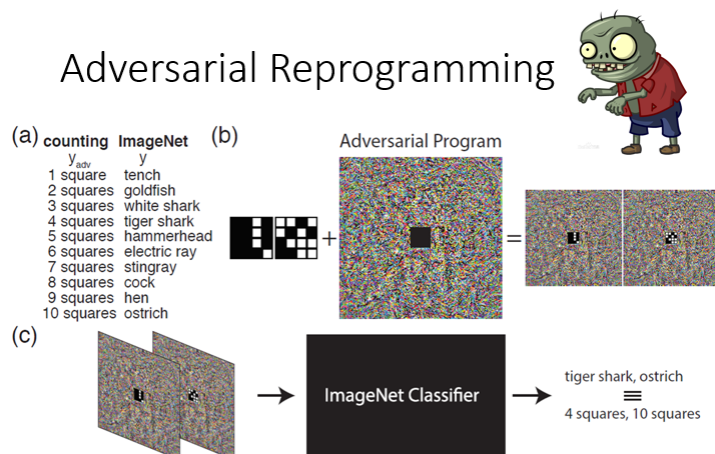 Adversarial Reprogramming
(a)
counting ImageNet
y_adv y
1 square tench
2 squares goldfish
3 squares white shark
4 squares tiger shark
5 squares hammerhead
6 squares electric ray
7 squares stingray
8 squares cock
9 squares hen
10 squares ostrich
(b)
Adversarial Program
+
=
(c)
ImageNet Classifier
tiger shark, ostrich
≡
4 squares, 10 squares